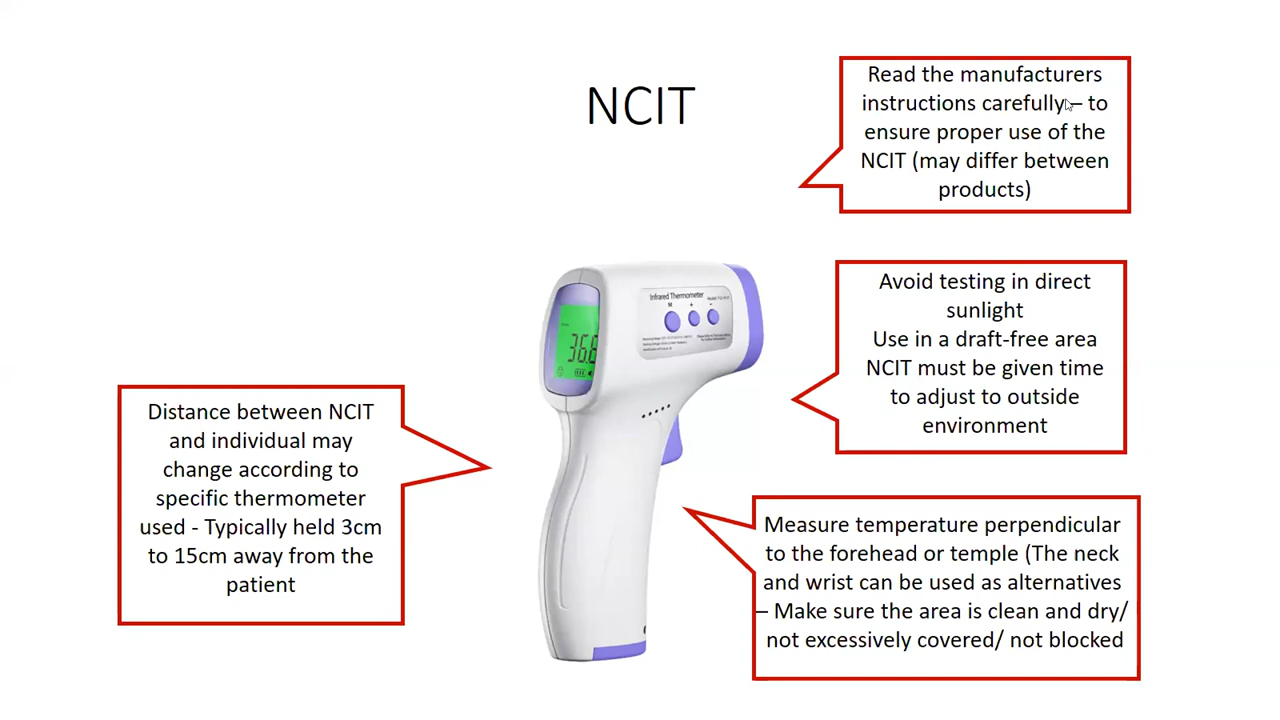 NCIT
Read the manufacturers
instructions carefully – to
ensure proper use of the
NCIT (may differ between
products)
Infrared Thermometer
M + −
36.6
Avoid testing in direct
sunlight
Use in a draft-free area
NCIT must be given time
to adjust to outside
environment
Distance between NCIT
and individual may
change according to
specific thermometer
used - Typically held 3cm
to 15cm away from the
patient
Measure temperature perpendicular
to the forehead or temple (The neck
and wrist can be used as alternatives
– Make sure the area is clean and dry/
not excessively covered/ not blocked